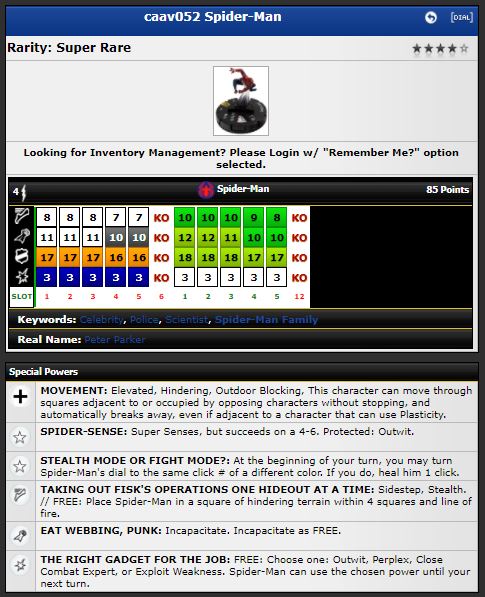 caav052 Spider-Man
[DIAL]
Rarity: Super Rare
Looking for Inventory Management? Please Login w/ "Remember Me?" option
selected.
4 Spider-Man 85 Points
8 8 8 7 7 KO 10 10 10 9 8 KO
11 11 11 10 10 KO 12 12 11 10 10 KO
17 17 16 16 16 KO 18 18 18 17 17 KO
3 3 3 3 3 KO 3 3 3 3 3 KO
SLOT 1 2 3 4 5 6 1 2 3 4 5 12
Keywords: Celebrity, Police, Scientist, Spider-Man Family
Real Name: Peter Parker
Special Powers
MOVEMENT: Elevated, Hindering, Outdoor Blocking, This character can move through
squares adjacent to or occupied by opposing characters without stopping, and
automatically breaks away, even if adjacent to a character that can use Plasticity.
SPIDER-SENSE: Super Senses, but succeeds on a 4-6. Protected: Outwit.
STEALTH MODE OR FIGHT MODE?: At the beginning of your turn, you may turn
Spider-Man's dial to the same click # of a different color. If you do, heal him 1 click.
TAKING OUT FISK'S OPERATIONS ONE HIDEOUT AT A TIME: Sidestep, Stealth.
// FREE: Place Spider-Man in a square of hindering terrain within 4 squares and line of
fire.
EAT WEBBING, PUNK: Incapacitate. Incapacitate as FREE.
THE RIGHT GADGET FOR THE JOB: FREE: Choose one: Outwit, Perplex, Close
Combat Expert, or Exploit Weakness. Spider-Man can use the chosen power until your
next turn.